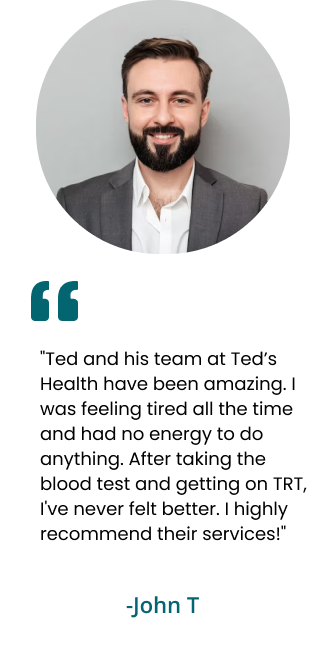 "Ted and his team at Ted’s
Health have been amazing. I
was feeling tired all the time
and had no energy to do
anything. After taking the
blood test and getting on TRT,
I've never felt better. I highly
recommend their services!"
-John T